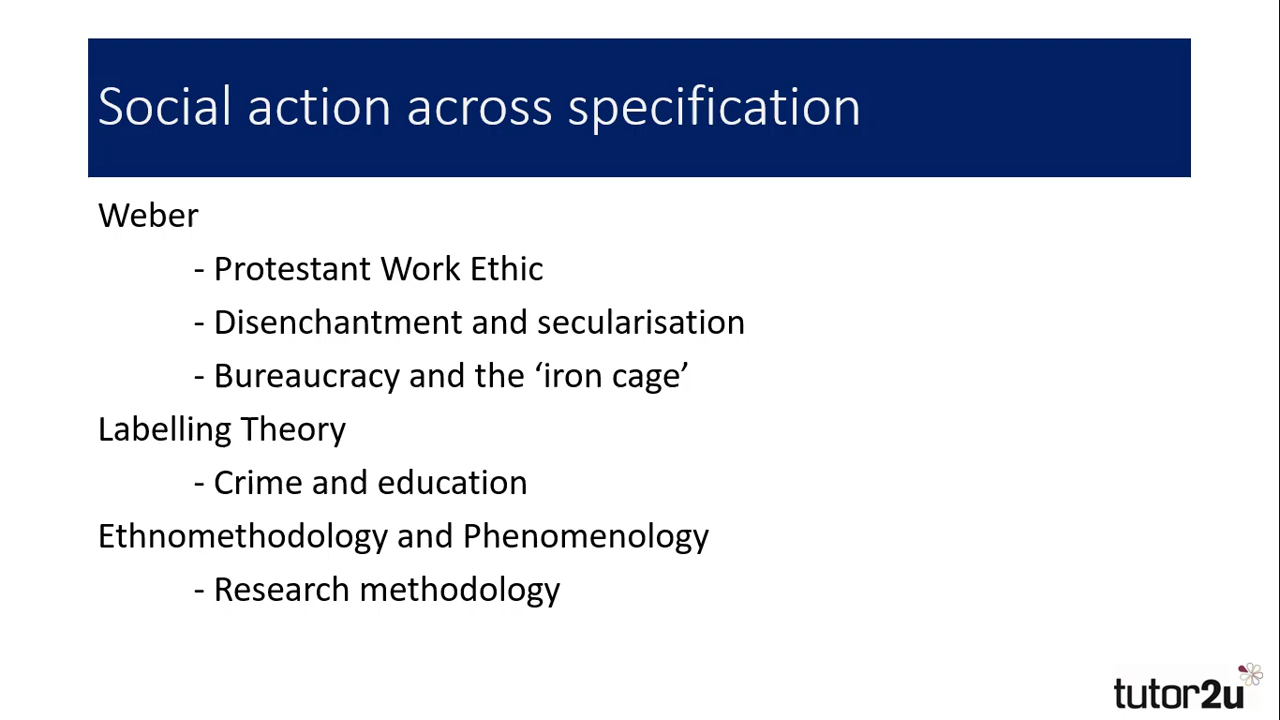 Social action across specification
Weber
- Protestant Work Ethic
- Disenchantment and secularisation
- Bureaucracy and the ‘iron cage’
Labelling Theory
- Crime and education
Ethnomethodology and Phenomenology
- Research methodology
tutor2u